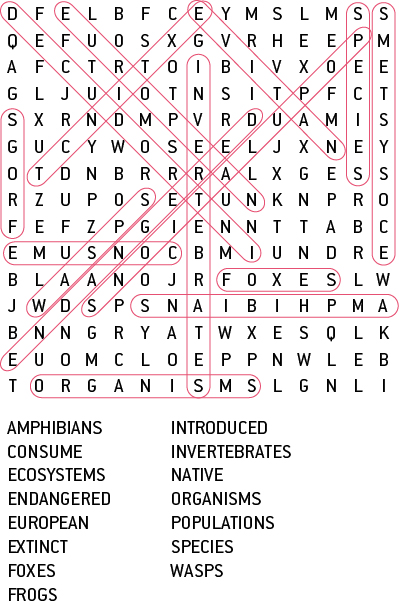 D F E L B F C E Y M S L M S S
Q E F U O S X G V R H E E P M
A F C T R T O I B I V X O E E
G L J U I O T N S I T P F C T
S X R N D M P V R D U A M I S
G U C Y W O S E E L J X N E Y
O T D N B R R R A L X G E S S
R Z U P O S E T U N K N P R O
F E F Z P G I E N N T T A B C
E M U S N O C B M I U N D R E
B L A A N O J R F O X E S L W
J W D S P S N A I B I H P M A
B N N G R Y A T W X E S Q L K
E U O M C L O E P P N W L E B
T O R G A N I S M S L G N L I
AMPHIBIANS
CONSUME
ECOSYSTEMS
ENDANGERED
EUROPEAN
EXTINCT
FOXES
FROGS
INTRODUCED
INVERTEBRATES
NATIVE
ORGANISMS
POPULATIONS
SPECIES
WASPS